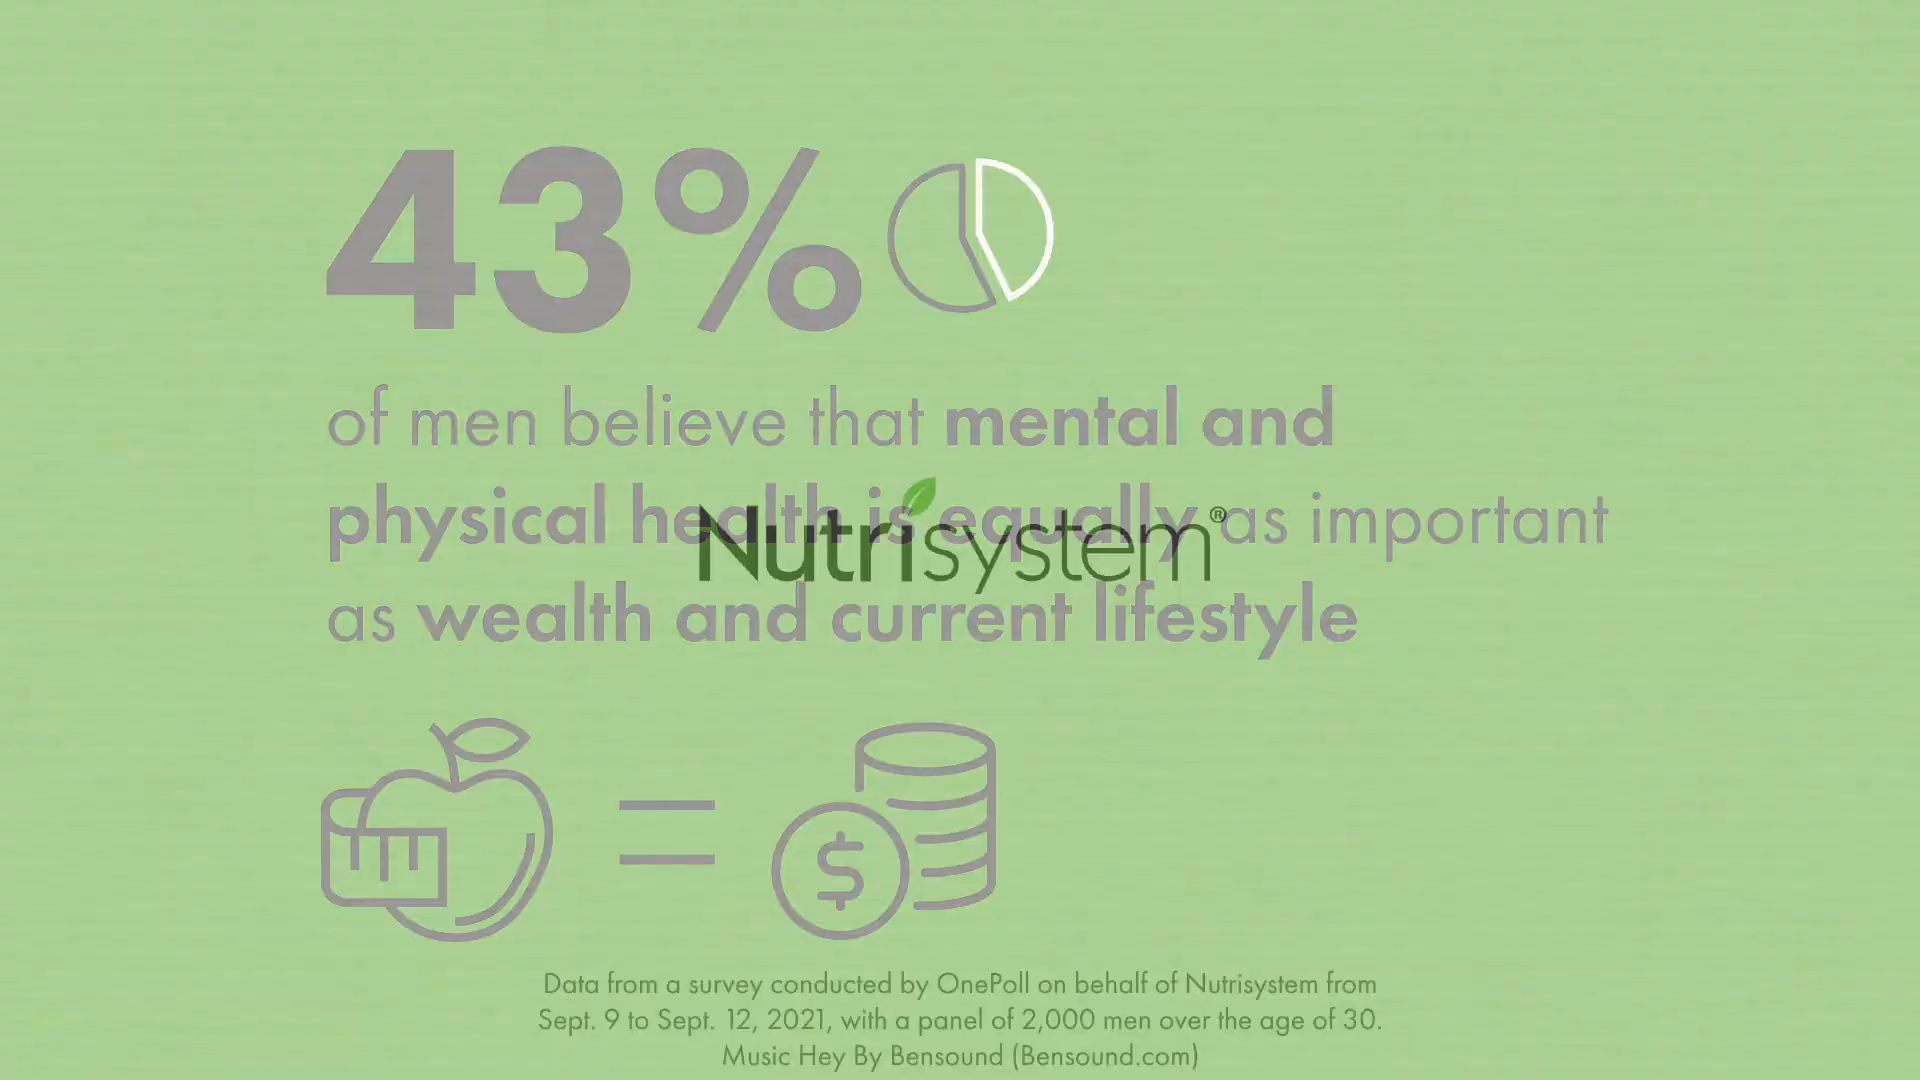 43%
of men believe that mental and
physical health is equally as important
Nutrisystem®
as wealth and current lifestyle
$
Data from a survey conducted by OnePoll on behalf of Nutrisystem from
Sept. 9 to Sept. 12, 2021, with a panel of 2,000 men over the age of 30.
Music Hey By Bensound (Bensound.com)